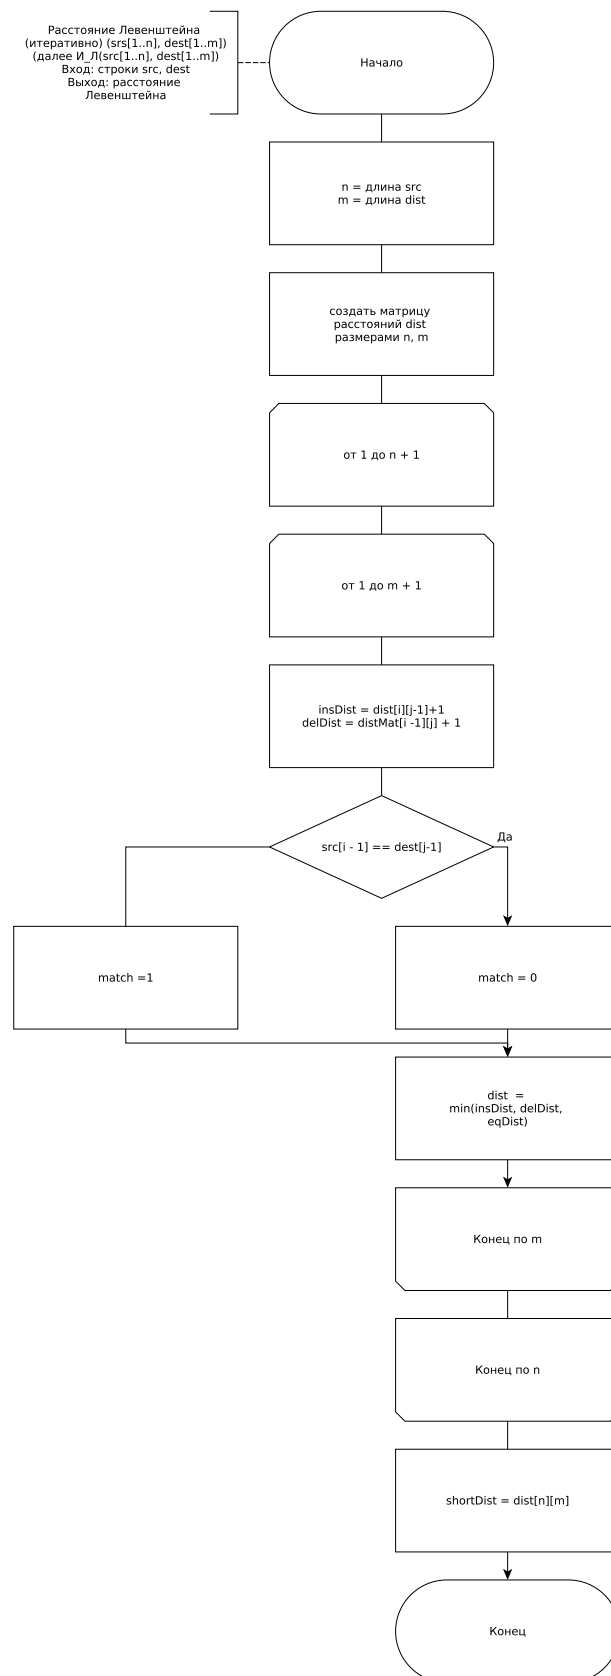 Расстояние Левенштейна
(итеративно) (srs[1..n], dest[1..m])
(далее И_Л(src[1..n], dest[1..m])
Вход: строки src, dest
Выход: расстояние
Левенштейна
Начало
n = длина src
m = длина dist
создать матрицу
расстояний dist
размерами n, m
от 1 до n + 1
от 1 до m + 1
insDist = dist[i][j-1]+1
delDist = distMat[i -1][j] + 1
src[i - 1] == dest[j-1]
Да
match =1
match = 0
dist  =
min(insDist, delDist,
eqDist)
Конец по m
Конец по n
shortDist = dist[n][m]
Конец